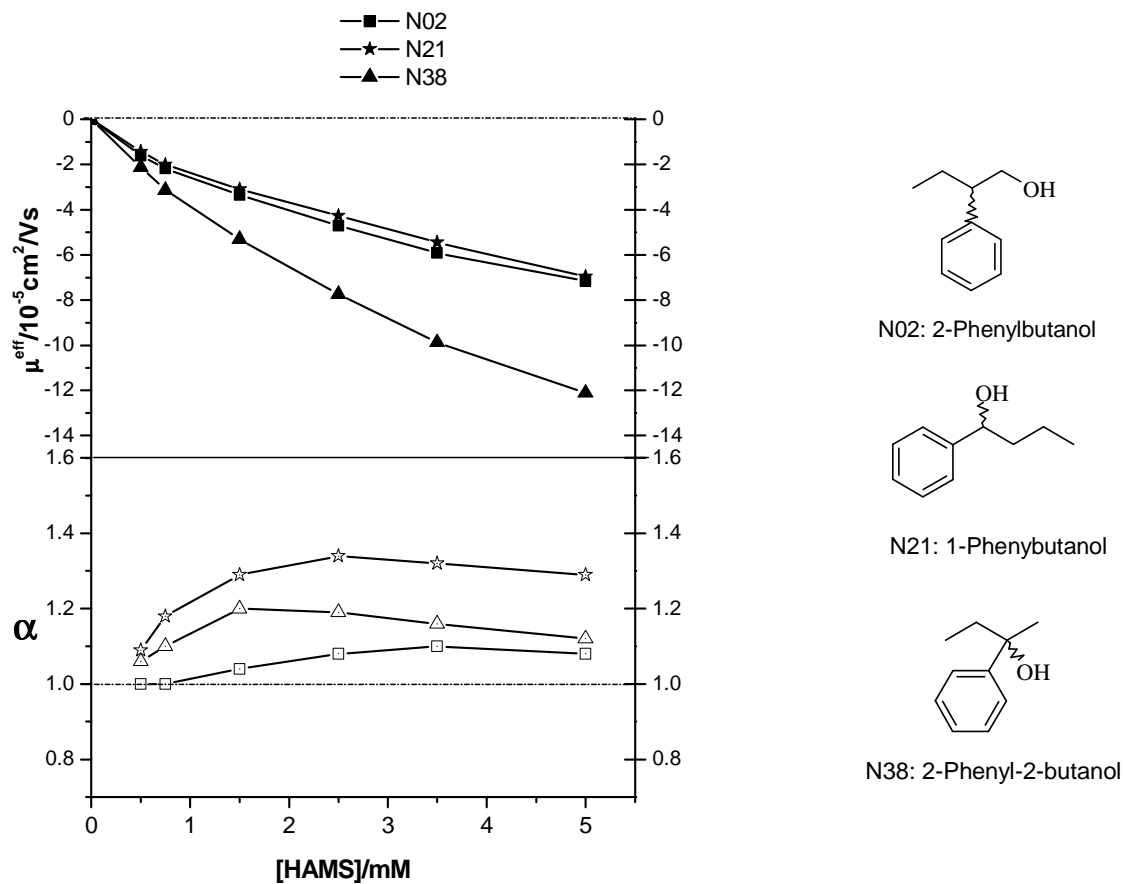 N02
N21
N38
0
-2
-4
-6
-8
-10
-12
-14
1.6
1.4
1.2
1.0
0.8
0
-2
-4
-6
-8
-10
-12
-14
1.6
1.4
1.2
1.0
0.8
μ^eff/10^-5cm^2/Vs
α
0 1 2 3 4 5
[HAMS]/mM
OH
N02: 2-Phenylbutanol
OH
N21: 1-Phenybutanol
OH
N38: 2-Phenyl-2-butanol